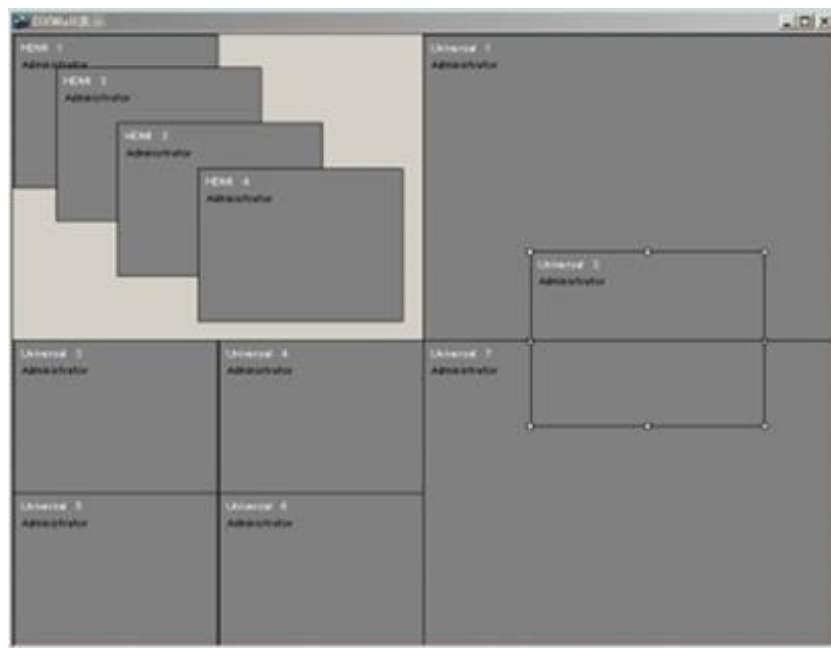 HDMI 1
Administrator
HDMI
Administrator
HDMI
Administrator
HDMI 4
Administrator
Universal 1
Administrator
Universal 2
Administrator
Universal 3
Administrator
Universal 4
Administrator
Universal 7
Administrator
Universal 5
Administrator
Universal 6
Administrator